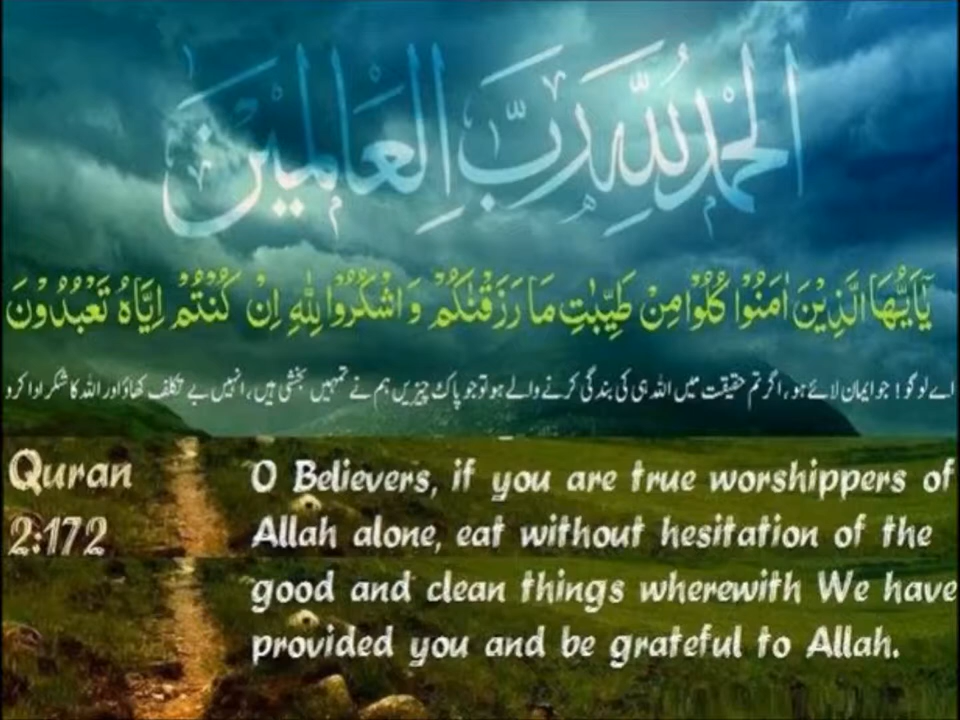 الحمد لله رب العالمين
يٰۤاَيُّهَا الَّذِيْنَ اٰمَنُوْا كُلُوْا مِنْ طَيِّبٰتِ مَا رَزَقْنٰكُمْ وَ اشْكُرُوْا لِلّٰهِ اِنْ كُنْتُمْ اِيَّاهُ تَعْبُدُوْنَ
اے لوگو! جو ایمان لائے ہو، اگر تم حقیقت میں اللہ ہی کی بندگی کرنے والے ہو تو جو پاک چیزیں ہم نے تمہیں بخشی ہیں، انہیں بے تکلف کھاؤ اور اللہ کا شکر ادا کرو
Quran
2:172
O Believers, if you are true worshippers of
Allah alone, eat without hesitation of the
good and clean things wherewith We have
provided you and be grateful to Allah.